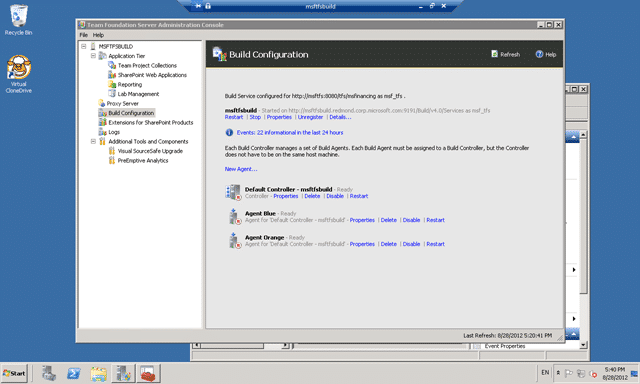 msftfsbuild
Recycle Bin
Virtual
CloneDrive
Team Foundation Server Administration Console
File Help
MSFTFSBUILD
Application Tier
Team Project Collections
SharePoint Web Applications
Reporting
Lab Management
Proxy Server
Build Configuration
Extensions for SharePoint Products
Logs
Additional Tools and Components
Visual SourceSafe Upgrade
PreEmptive Analytics
Build Configuration
Refresh
Help
Build Service configured for http://msftfs:8080/tfs/msfinancing as msf_tfs .
msftfsbuild - Started on http://msftfsbuild.redmond.corp.microsoft.com:9191/Build/v4.0/Services as msf_tfs
Restart | Stop | Properties | Unregister | Details...
Events: 22 informational in the last 24 hours
Each Build Controller manages a set of Build Agents. Each Build Agent must be assigned to a Build Controller, but the Controller
does not have to be on the same host machine.
New Agent...
Default Controller - msftfsbuild - Ready
Controller - Properties | Delete | Disable | Restart
Agent Blue - Ready
Agent for 'Default Controller - msftfsbuild' - Properties | Delete | Disable | Restart
Agent Orange - Ready
Agent for 'Default Controller - msftfsbuild' - Properties | Delete | Disable | Restart
Last Refresh: 8/28/2012 5:20:41 PM
Event Properties
Start
EN
5:40 PM
8/28/2012